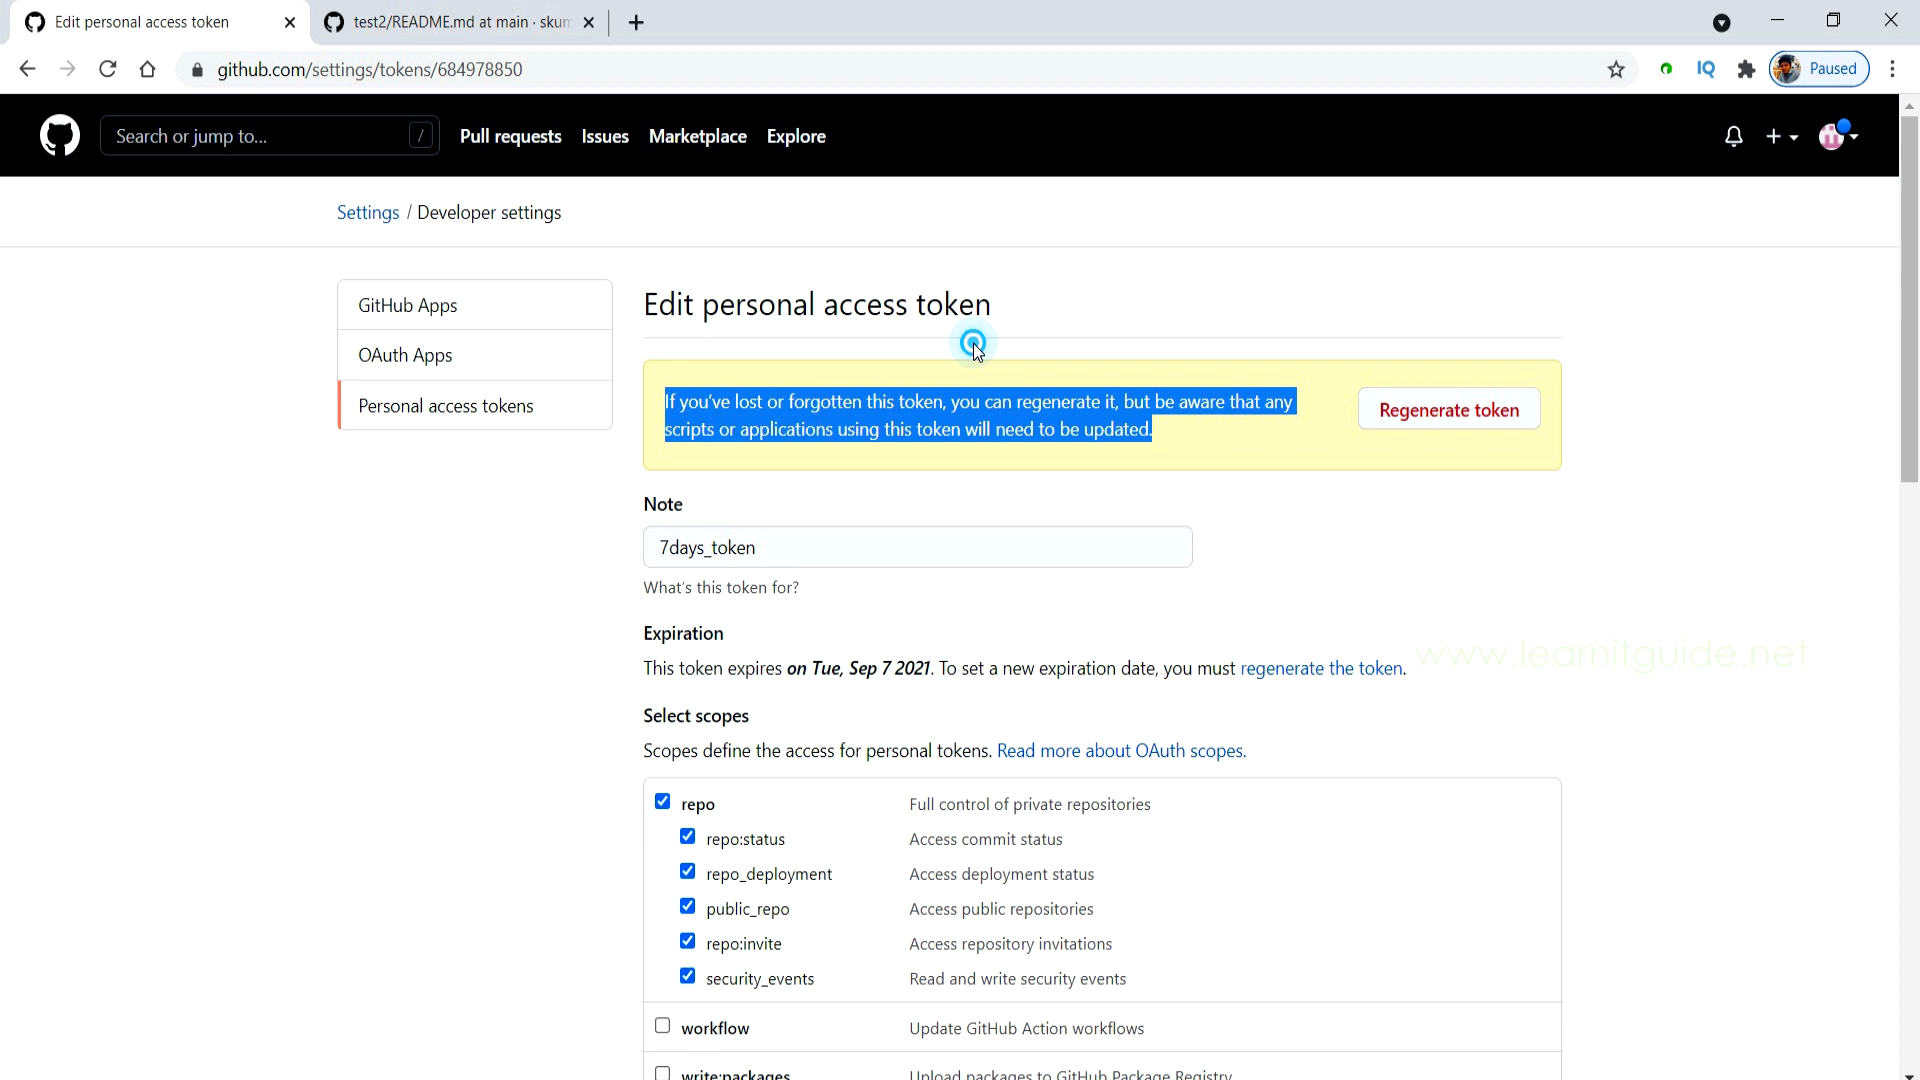 Edit personal access token
test2/README.md at main · skum
github.com/settings/tokens/684978850
IQ
Paused
Search or jump to...
/
Pull requests
Issues
Marketplace
Explore
Settings / Developer settings
GitHub Apps
OAuth Apps
Personal access tokens
Edit personal access token
If you've lost or forgotten this token, you can regenerate it, but be aware that any
scripts or applications using this token will need to be updated.
Regenerate token
Note
7days_token
What's this token for?
Expiration
This token expires on Tue, Sep 7 2021. To set a new expiration date, you must regenerate the token.
www.learnitguide.net
Select scopes
Scopes define the access for personal tokens. Read more about OAuth scopes.
repo Full control of private repositories
repo:status Access commit status
repo_deployment Access deployment status
public_repo Access public repositories
repo:invite Access repository invitations
security_events Read and write security events
workflow Update GitHub Action workflows
write:packages Upload packages to GitHub Package Registry